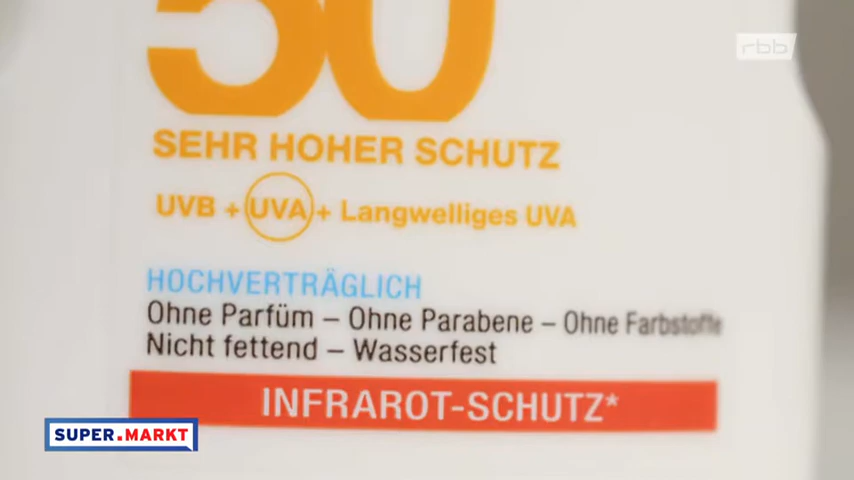 50
rbb
SEHR HOHER SCHUTZ
UVB + UVA + Langwelliges UVA
HOCHVERTRÄGLICH
Ohne Parfüm – Ohne Parabene – Ohne Farbstoffe
Nicht fettend – Wasserfest
INFRAROT-SCHUTZ*
SUPER.MARKT